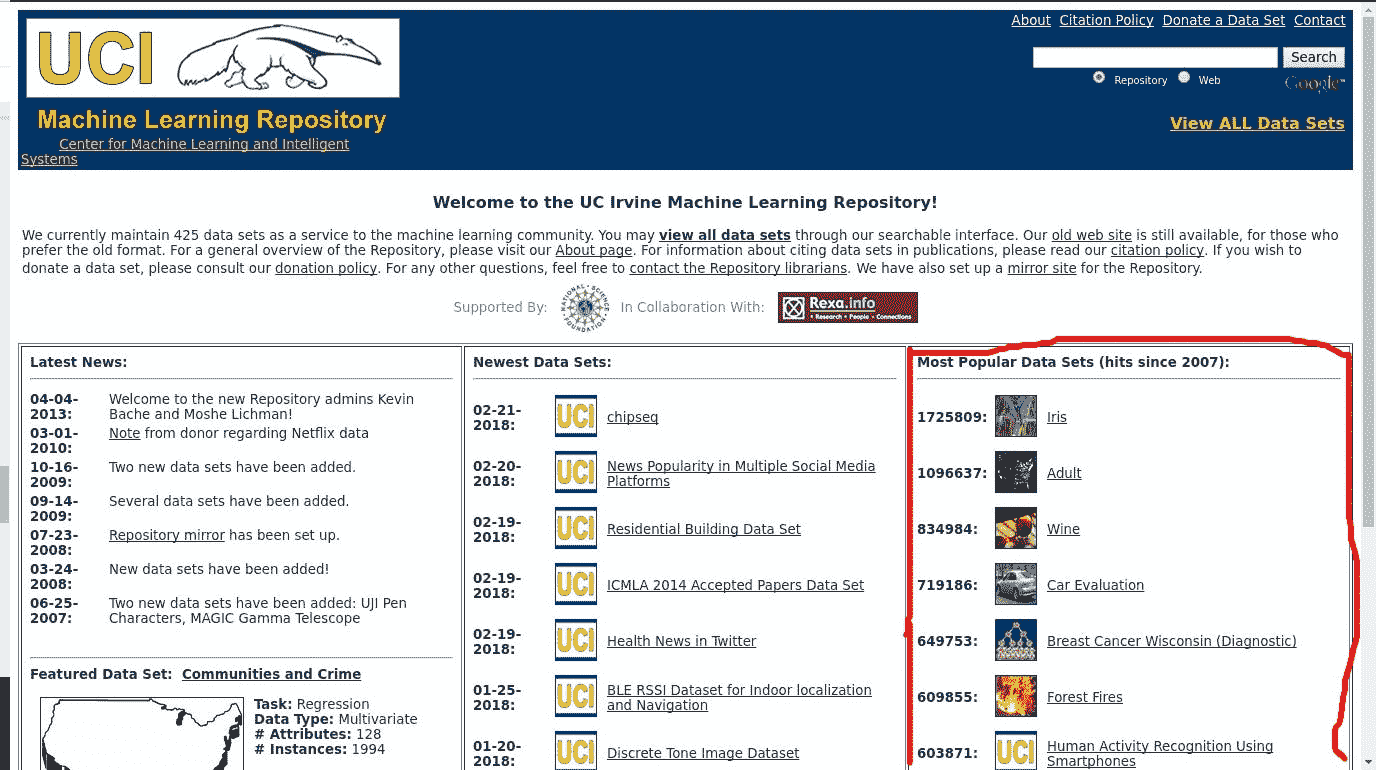 About Citation Policy Donate a Data Set Contact
UCI
Search
Repository Web
Google™
Machine Learning Repository
View ALL Data Sets
Center for Machine Learning and Intelligent
Systems
Welcome to the UC Irvine Machine Learning Repository!
We currently maintain 425 data sets as a service to the machine learning community. You may view all data sets through our searchable interface. Our old web site is still available, for those who
prefer the old format. For a general overview of the Repository, please visit our About page. For information about citing data sets in publications, please read our citation policy. If you wish to
donate a data set, please consult our donation policy. For any other questions, feel free to contact the Repository librarians. We have also set up a mirror site for the Repository.
Supported By:
NATIONAL SCIENCE FOUNDATION
In Collaboration With:
Rexa.info
Research • People • Connections
Latest News:
04-04-
2013:
Welcome to the new Repository admins Kevin
Bache and Moshe Lichman!
03-01-
2010:
Note from donor regarding Netflix data
10-16-
2009:
Two new data sets have been added.
09-14-
2009:
Several data sets have been added.
07-23-
2008:
Repository mirror has been set up.
03-24-
2008:
New data sets have been added!
06-25-
2007:
Two new data sets have been added: UJI Pen
Characters, MAGIC Gamma Telescope
Featured Data Set: Communities and Crime
Task: Regression
Data Type: Multivariate
# Attributes: 128
# Instances: 1994
Newest Data Sets:
02-21-
2018:
UCI
chipseq
02-20-
2018:
UCI
News Popularity in Multiple Social Media
Platforms
02-19-
2018:
UCI
Residential Building Data Set
02-19-
2018:
UCI
ICMLA 2014 Accepted Papers Data Set
02-19-
2018:
UCI
Health News in Twitter
01-25-
2018:
UCI
BLE RSSI Dataset for Indoor localization
and Navigation
01-20-
2018:
UCI
Discrete Tone Image Dataset
Most Popular Data Sets (hits since 2007):
1725809: Iris
1096637: Adult
834984: Wine
719186: Car Evaluation
649753: Breast Cancer Wisconsin (Diagnostic)
609855: Forest Fires
603871:
UCI
Human Activity Recognition Using
Smartphones